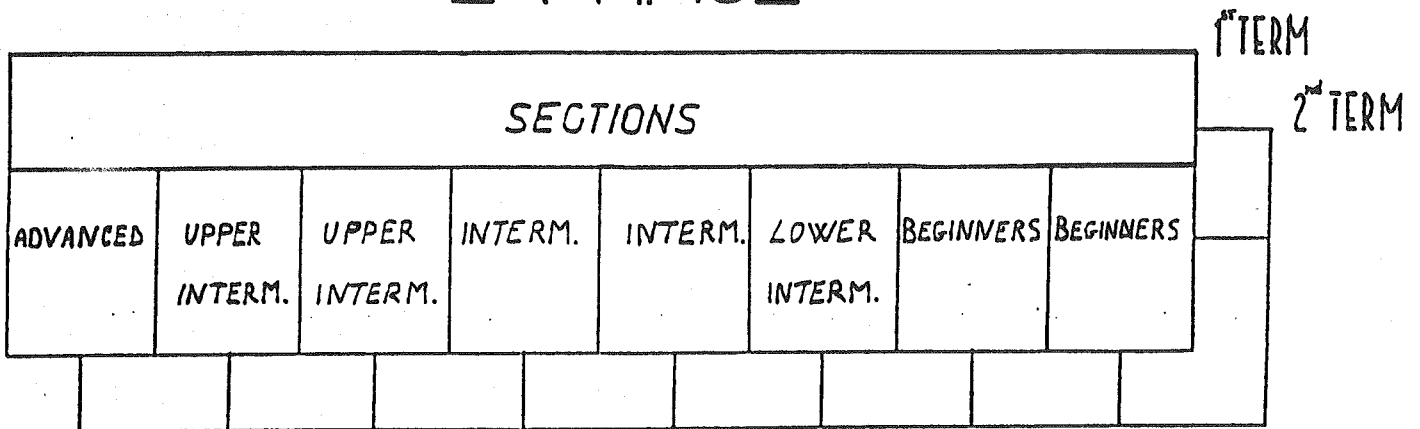 1ST TERM
2nd TERM
SECTIONS
ADVANCED
UPPER
INTERM.
UPPER
INTERM.
INTERM.
INTERM.
LOWER
INTERM.
BEGINNERS
BEGINNERS